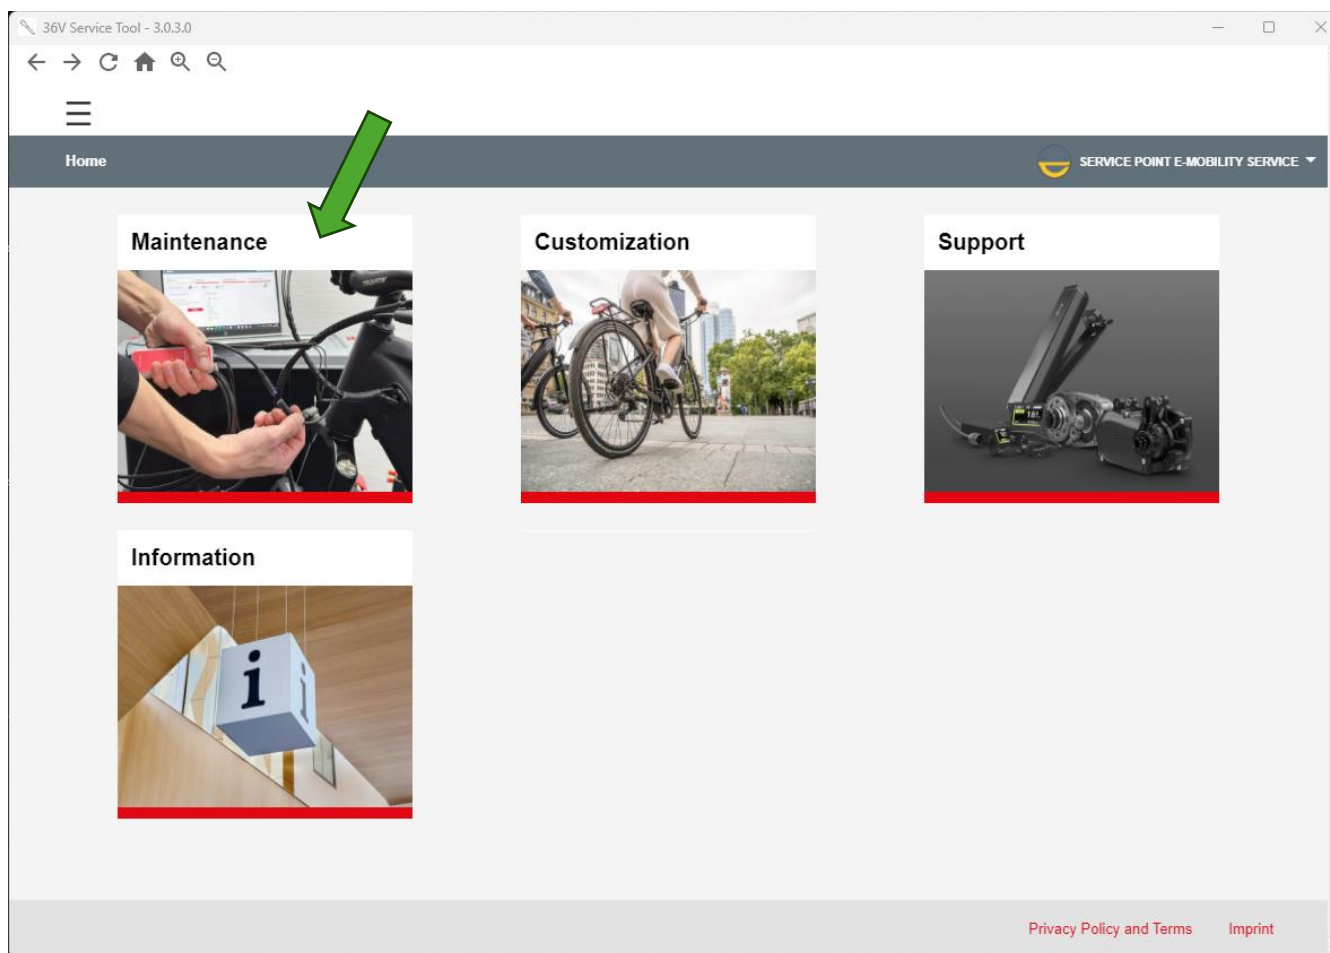 36V Service Tool - 3.0.3.0
Home
SERVICE POINT E-MOBILITY SERVICE
Maintenance
Customization
Support
Information
i
i
Privacy Policy and Terms
Imprint